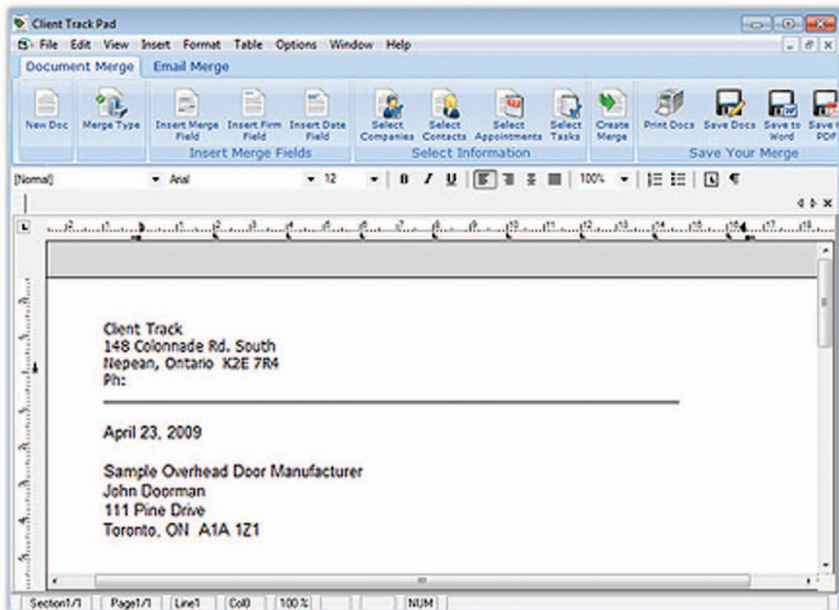 Client Track Pad
File Edit View Insert Format Table Options Window Help
Document Merge Email Merge
New Doc Merge Type Insert Merge Field Insert Firm Field Insert Date Field Select Companies Select Contacts Select Appointments Select Tasks Create Merge Print Docs Save Docs Save to Word Save PDF
Insert Merge Fields Select Information Save Your Merge
[Normal] Arial 12 B I U 100%
Client Track
148 Colonnade Rd. South
Nepean, Ontario K2E 7R4
Ph:
April 23, 2009
Sample Overhead Door Manufacturer
John Doorman
111 Pine Drive
Toronto, ON A1A 1Z1
Section1/1 Page1/1 Line1 Col0 100 % NUM